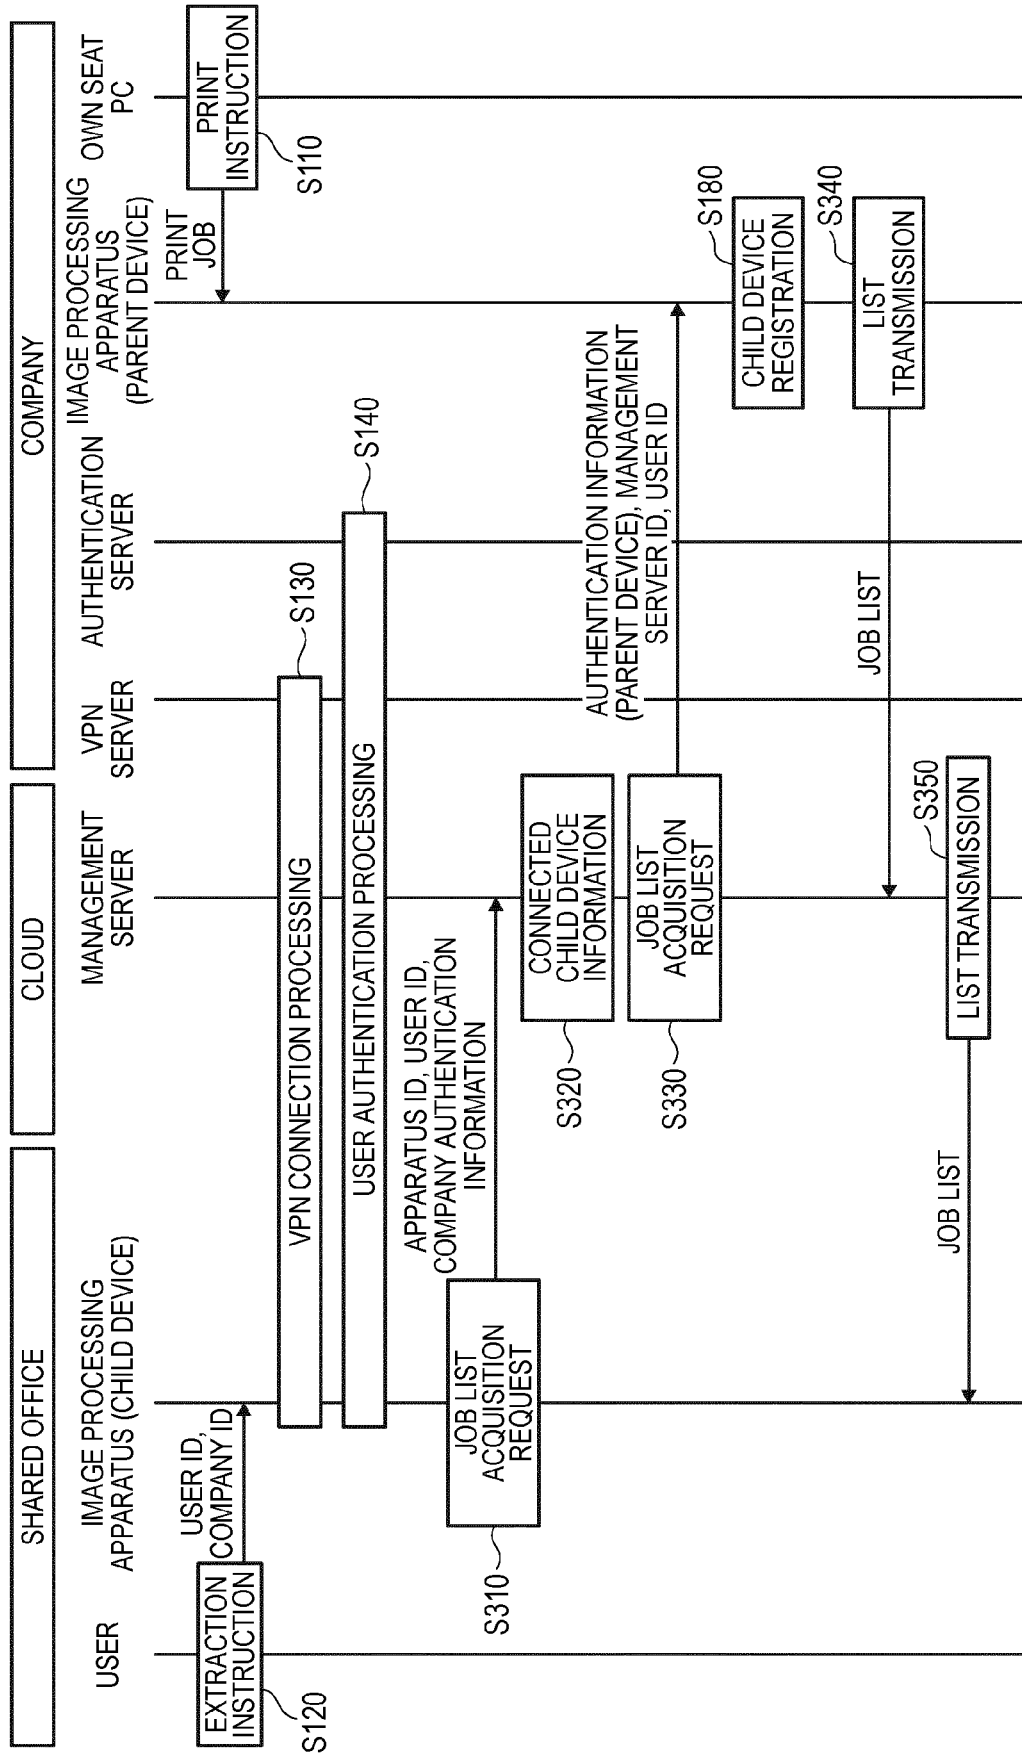 SHARED OFFICE
CLOUD
COMPANY
USER
IMAGE PROCESSING
APPARATUS (CHILD DEVICE)
MANAGEMENT
SERVER
VPN
SERVER
AUTHENTICATION
SERVER
IMAGE PROCESSING
APPARATUS
(PARENT DEVICE)
OWN SEAT
PC
PRINT
INSTRUCTION
S110
PRINT
JOB
EXTRACTION
INSTRUCTION
S120
USER ID,
COMPANY ID
VPN CONNECTION PROCESSING
S130
USER AUTHENTICATION PROCESSING
S140
JOB LIST
ACQUISITION
REQUEST
S310
APPARATUS ID, USER ID,
COMPANY AUTHENTICATION
INFORMATION
CONNECTED
CHILD DEVICE
INFORMATION
S320
JOB LIST
ACQUISITION
REQUEST
S330
AUTHENTICATION INFORMATION
(PARENT DEVICE), MANAGEMENT
SERVER ID, USER ID
CHILD DEVICE
REGISTRATION
S180
LIST
TRANSMISSION
S340
JOB LIST
LIST TRANSMISSION
S350
JOB LIST